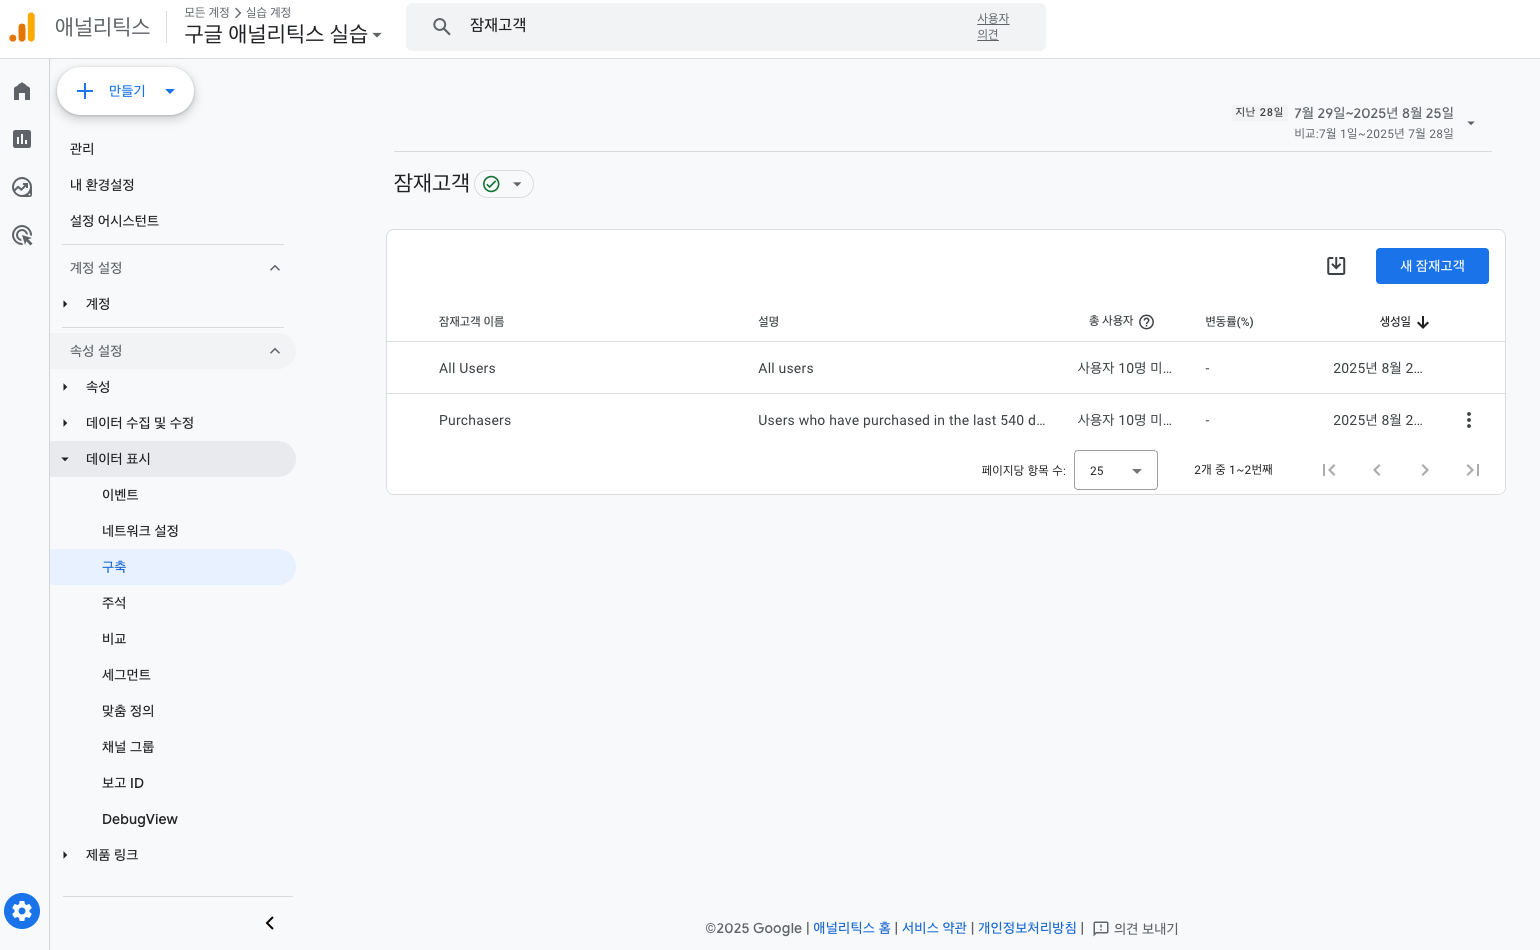 애널리틱스
모든 계정 > 실습 계정
구글 애널리틱스 실습
잠재고객
사용자
의견
만들기
관리
내 환경설정
설정 어시스턴트
계정 설정
계정
속성 설정
속성
데이터 수집 및 수정
데이터 표시
이벤트
네트워크 설정
구축
주석
비교
세그먼트
맞춤 정의
채널 그룹
보고 ID
DebugView
제품 링크
지난 28일 7월 29일~2025년 8월 25일
비교:7월 1일~2025년 7월 28일
잠재고객
새 잠재고객
잠재고객 이름 설명 총 사용자 변동률(%) 생성일
All Users All users 사용자 10명 미... - 2025년 8월 2...
Purchasers Users who have purchased in the last 540 d... 사용자 10명 미... - 2025년 8월 2...
페이지당 항목 수: 25 2개 중 1~2번째
©2025 Google | 애널리틱스 홈 | 서비스 약관 | 개인정보처리방침 | 의견 보내기